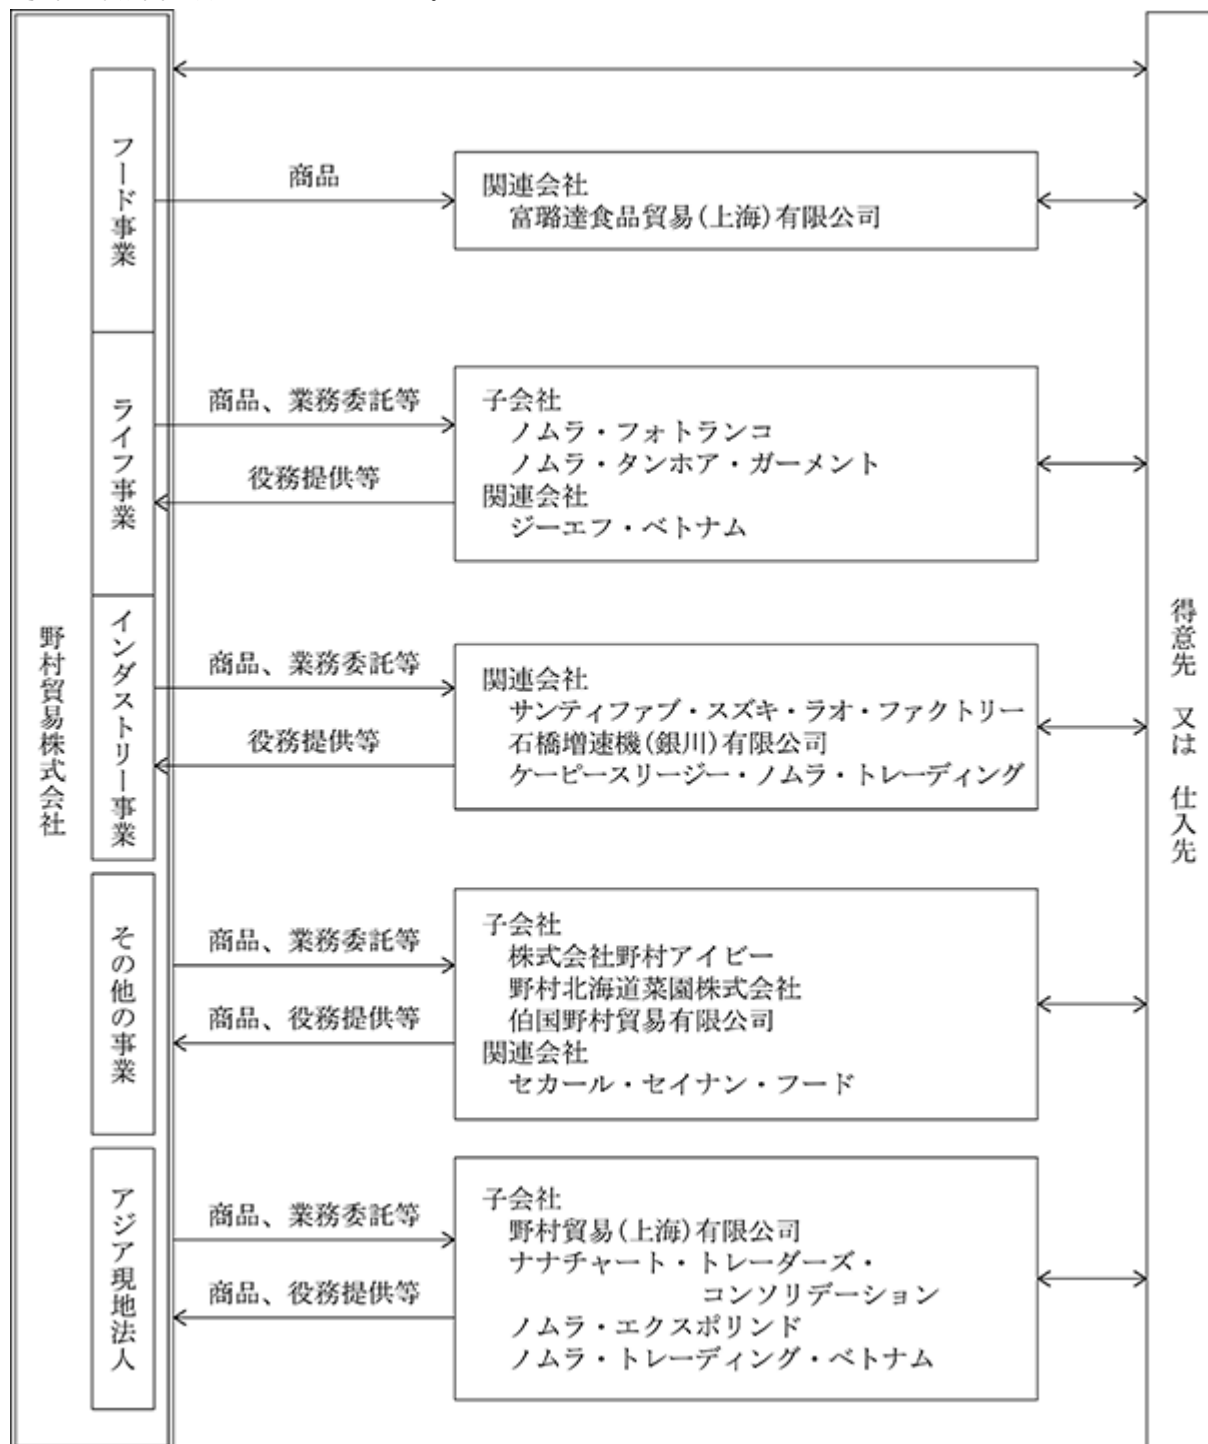 野村貿易株式会社
フード事業
商品
関連会社
富璐達食品貿易(上海)有限公司
ライフ事業
商品、業務委託等
役務提供等
子会社
ノムラ・フォトランコ
ノムラ・タンホア・ガーメント
関連会社
ジーエフ・ベトナム
インダストリー事業
商品、業務委託等
役務提供等
関連会社
サンティファブ・スズキ・ラオ・ファクトリー
石橋増速機(銀川)有限公司
ケーピースリージー・ノムラ・トレーディング
その他の事業
商品、業務委託等
商品、役務提供等
子会社
株式会社野村アイビー
野村北海道菜園株式会社
伯国野村貿易有限公司
関連会社
セカール・セイナン・フード
アジア現地法人
商品、業務委託等
商品、役務提供等
子会社
野村貿易(上海)有限公司
ナナチャート・トレーダーズ・
コンソリデーション
ノムラ・エクスポリンド
ノムラ・トレーディング・ベトナム
得意先 又は 仕入先